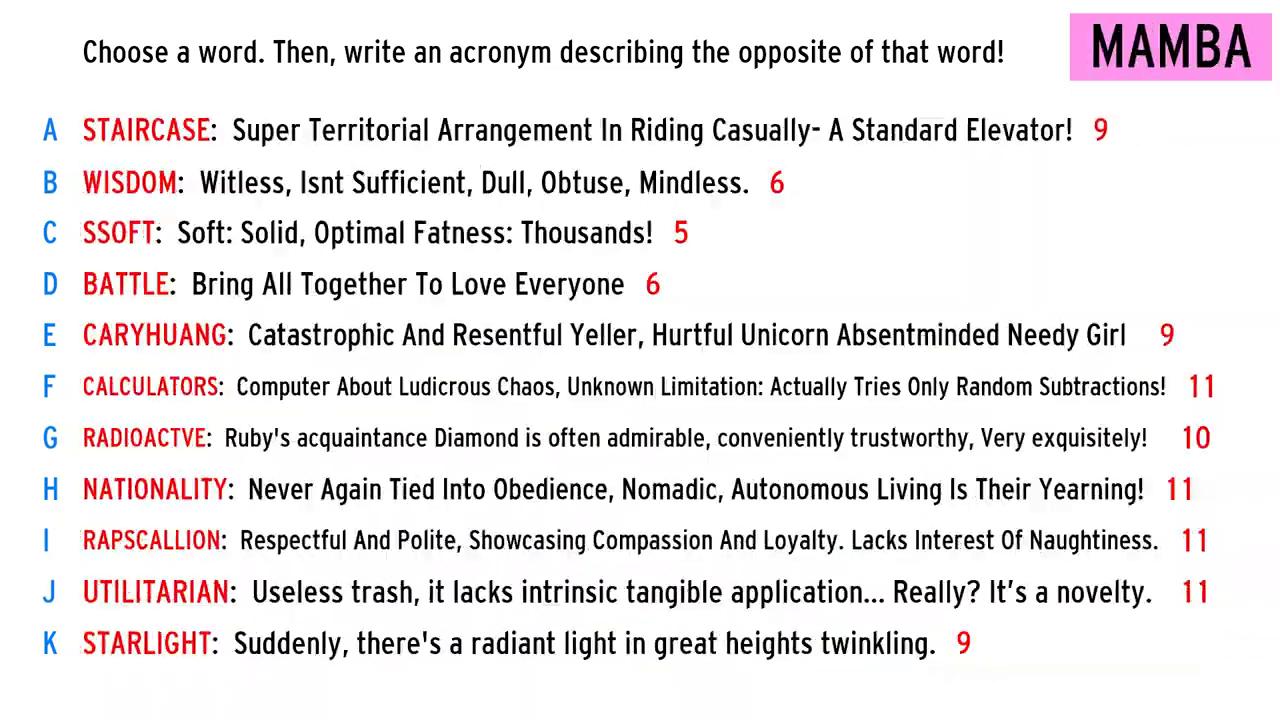 Choose a word. Then, write an acronym describing the opposite of that word!
MAMBA
A STAIRCASE: Super Territorial Arrangement In Riding Casually- A Standard Elevator! 9
B WISDOM: Witless, Isnt Sufficient, Dull, Obtuse, Mindless. 6
C SSOFT: Soft: Solid, Optimal Fatness: Thousands! 5
D BATTLE: Bring All Together To Love Everyone 6
E CARYHUANG: Catastrophic And Resentful Yeller, Hurtful Unicorn Absentminded Needy Girl 9
F CALCULATORS: Computer About Ludicrous Chaos, Unknown Limitation: Actually Tries Only Random Subtractions! 11
G RADIOACTVE: Ruby's acquaintance Diamond is often admirable, conveniently trustworthy, Very exquisitely! 10
H NATIONALITY: Never Again Tied Into Obedience, Nomadic, Autonomous Living Is Their Yearning! 11
I RAPSCALLION: Respectful And Polite, Showcasing Compassion And Loyalty. Lacks Interest Of Naughtiness. 11
J UTILITARIAN: Useless trash, it lacks intrinsic tangible application... Really? It’s a novelty. 11
K STARLIGHT: Suddenly, there's a radiant light in great heights twinkling. 9